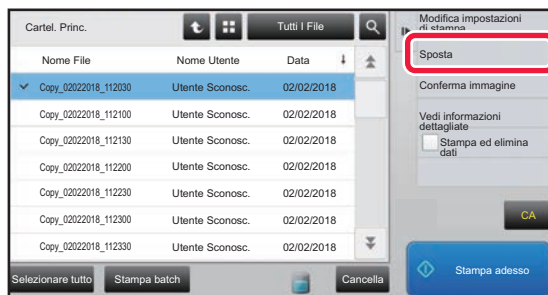 Cartel. Princ.
Tutti I File
Nome File Nome Utente Data
Copy_02022018_112030 Utente Sconosc. 02/02/2018
Copy_02022018_112100 Utente Sconosc. 02/02/2018
Copy_02022018_112130 Utente Sconosc. 02/02/2018
Copy_02022018_112200 Utente Sconosc. 02/02/2018
Copy_02022018_112230 Utente Sconosc. 02/02/2018
Copy_02022018_112300 Utente Sconosc. 02/02/2018
Copy_02022018_112330 Utente Sconosc. 02/02/2018
Selezionare tutto
Stampa batch
Cancella
Modifica impostazioni
di stampa
Sposta
Conferma immagine
Vedi informazioni
dettagliate
Stampa ed elimina
dati
CA
Stampa adesso